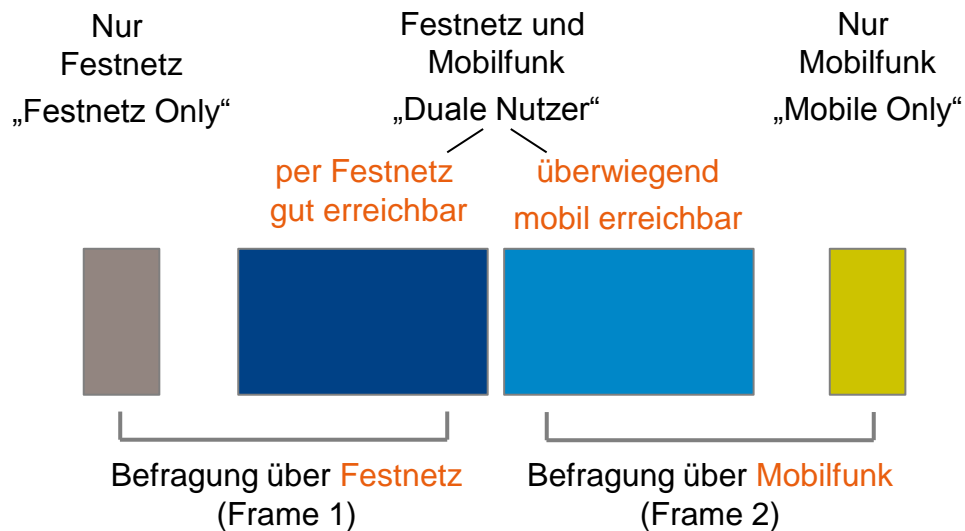 Nur
Festnetz
„Festnetz Only“
Festnetz und
Mobilfunk
„Duale Nutzer“
Nur
Mobilfunk
„Mobile Only“
per Festnetz
gut erreichbar
überwiegend
mobil erreichbar
Befragung über Festnetz
(Frame 1)
Befragung über Mobilfunk
(Frame 2)